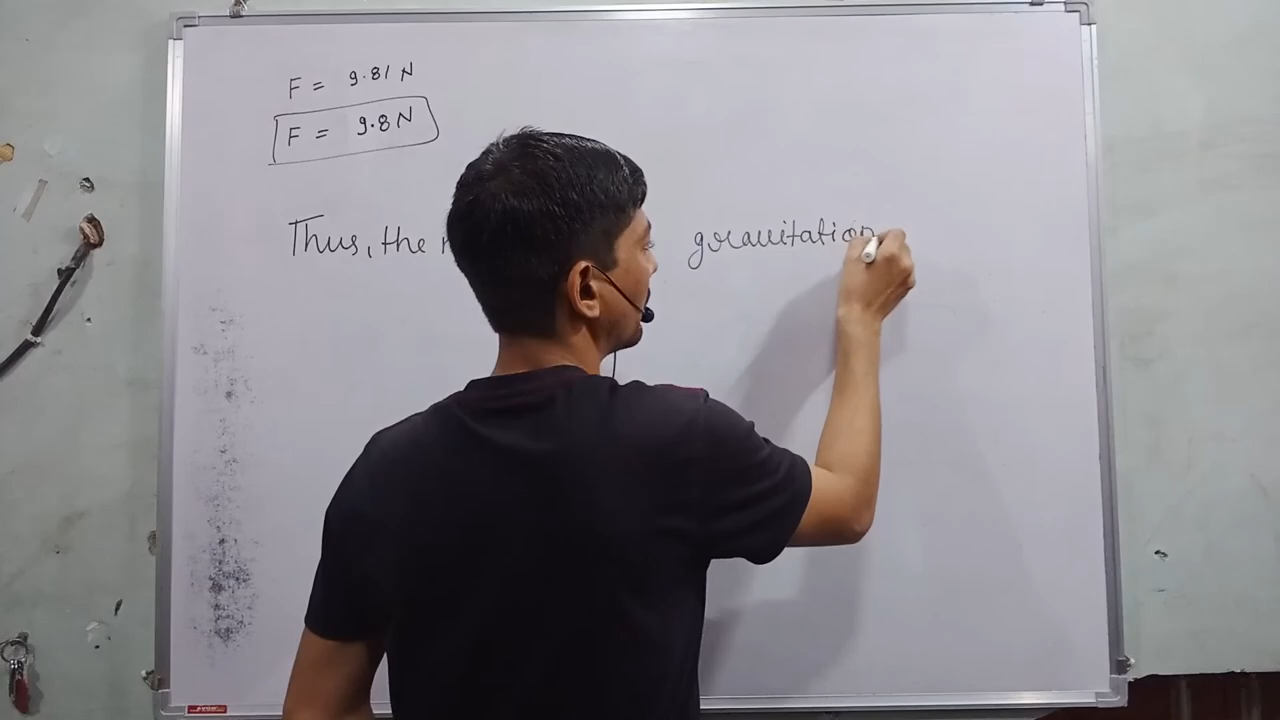 F = 9.81 N
F = 9.8 N
Thus, the gravitation